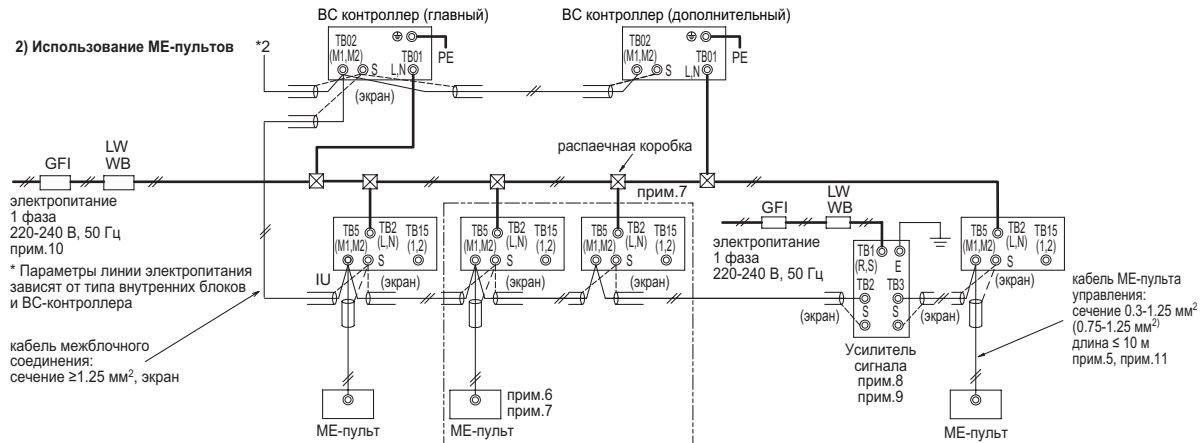 ВС контроллер (главный)
ВС контроллер (дополнительный)
2) Использование МЕ-пультов
*2
TB02
(M1,M2)
S
TB01
L,N
PE
(экран)
TB02
(M1,M2)
S
TB01
L,N
PE
GFI
LW
WB
распаечная коробка
прим.7
электропитание
1 фаза
220-240 В, 50 Гц
прим.10
* Параметры линии электропитания
зависят от типа внутренних блоков
и ВС-контроллера
кабель межблочного
соединения:
сечение ≥1.25 мм², экран
TB5
(M1,M2)
S
TB2
(L,N)
TB15
(1,2)
IU
(экран)
TB5
(M1,M2)
S
TB2
(L,N)
TB15
(1,2)
(экран)
TB5
(M1,M2)
S
TB2
(L,N)
TB15
(1,2)
(экран)
GFI
LW
WB
электропитание
1 фаза
220-240 В, 50 Гц
TB1
(R,S)
E
TB2
TB3
S
S
(экран)
(экран)
Усилитель
сигнала
прим.8
прим.9
TB5
(M1,M2)
S
TB2
(L,N)
TB15
(1,2)
(экран)
кабель МЕ-пульта
управления:
сечение 0.3-1.25 мм²
(0.75-1.25 мм²⁾
длина ≤ 10 м
прим.5, прим.11
МЕ-пульт
прим.6
прим.7
МЕ-пульт
МЕ-пульт